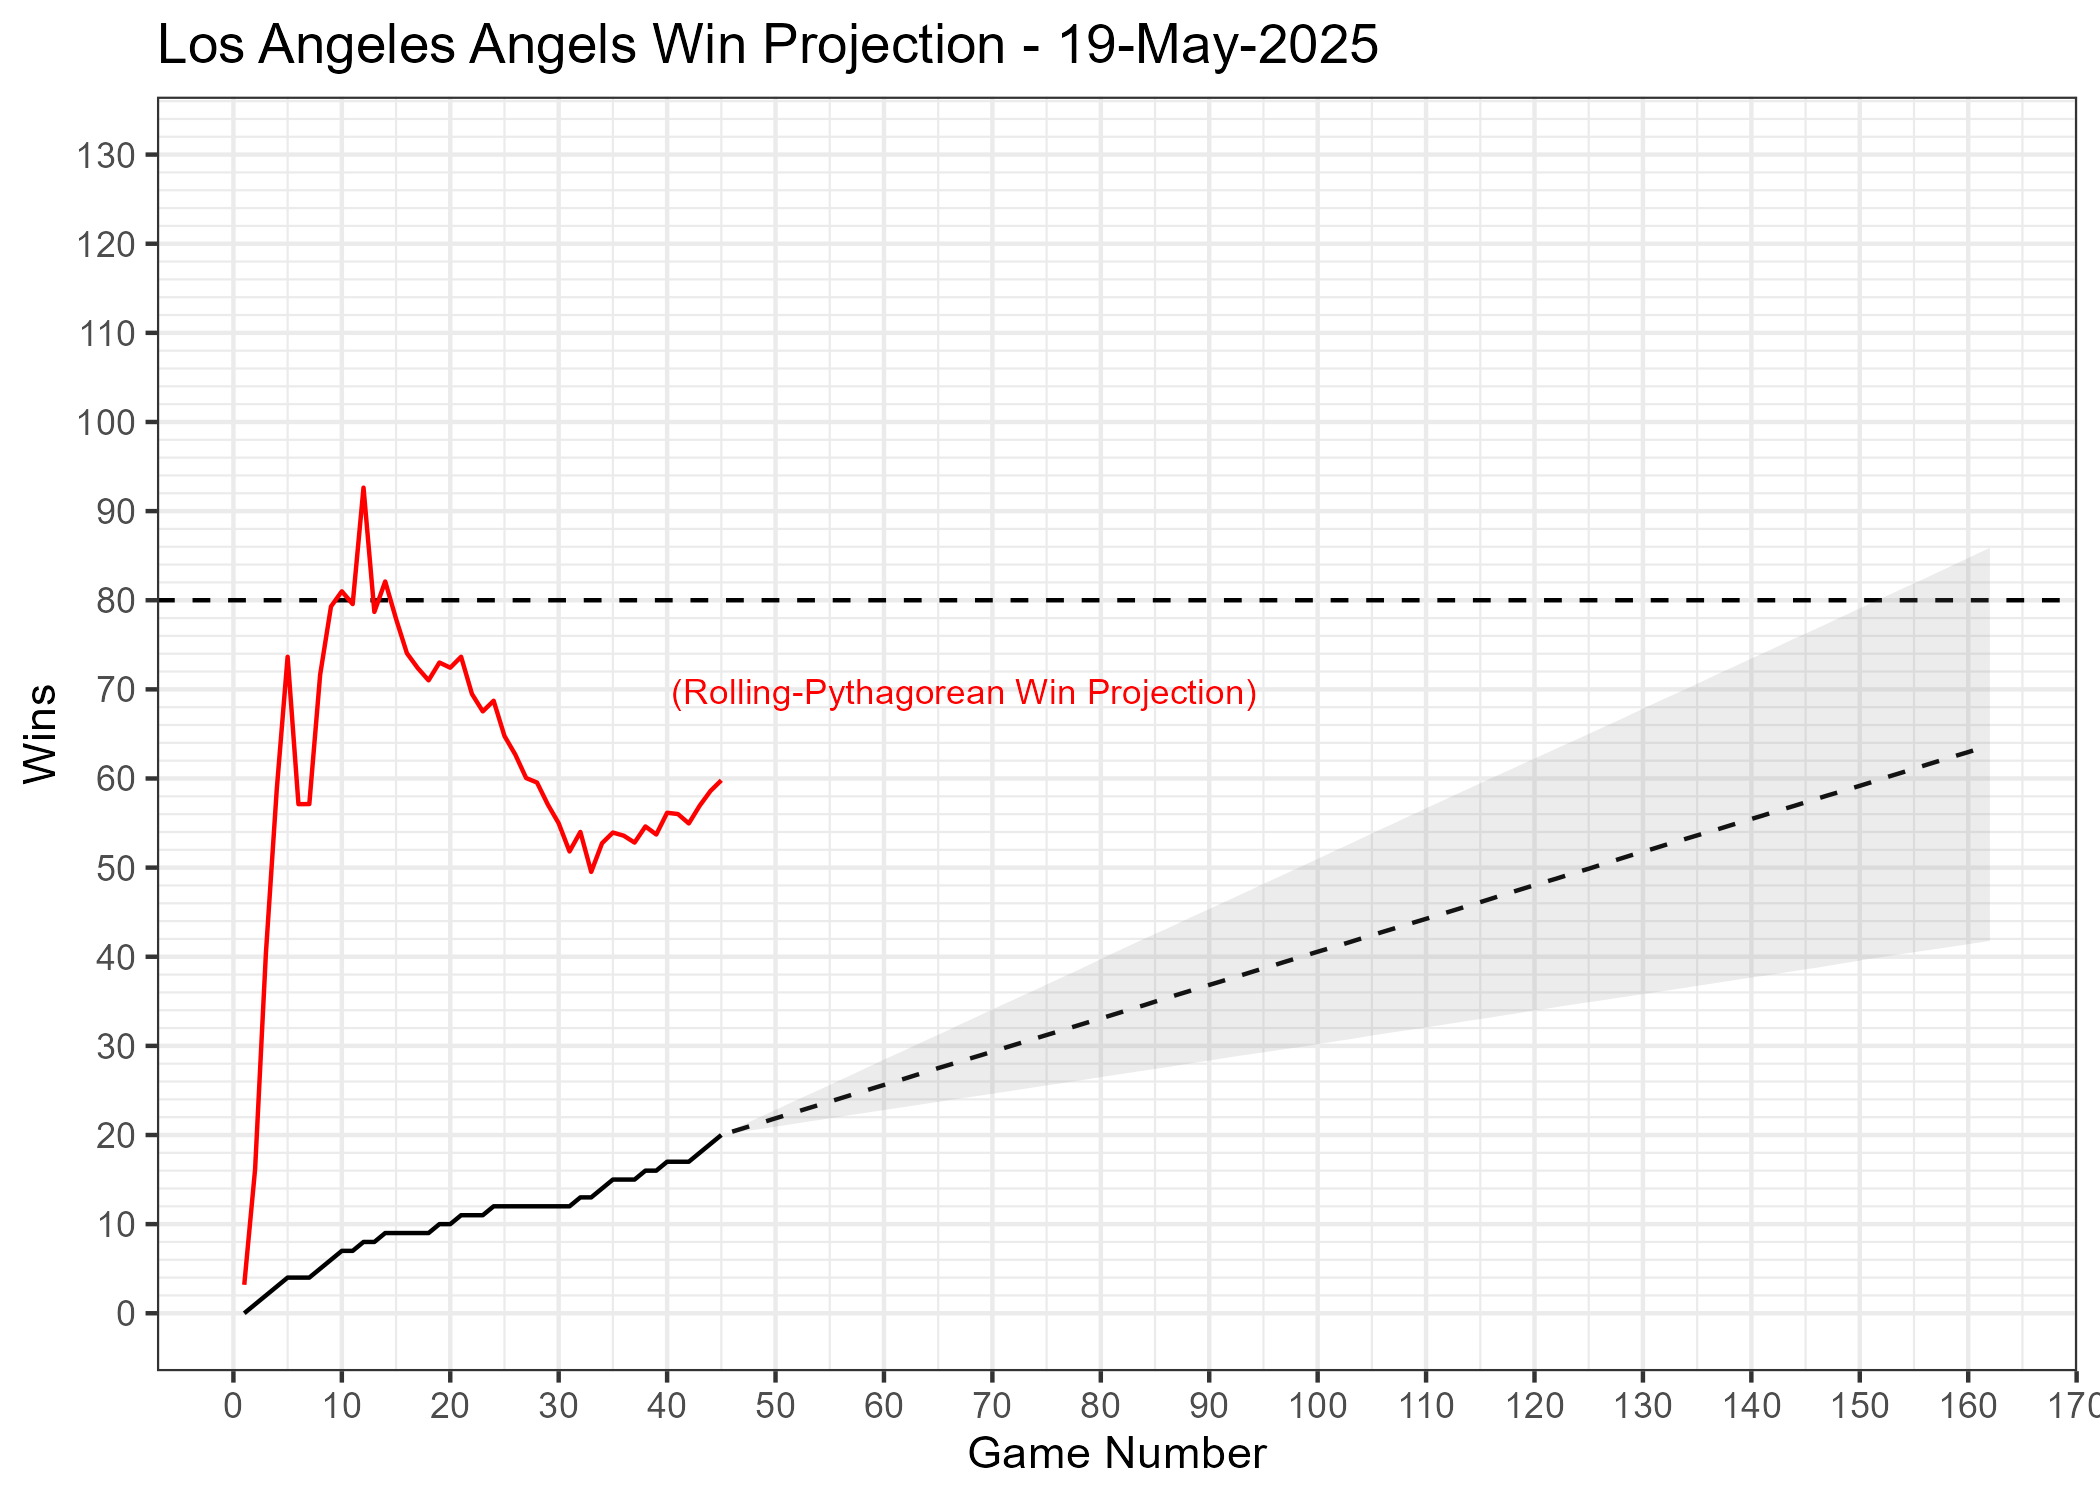 Los Angeles Angels Win Projection - 19-May-2025
130
120
110
100
90
80
70
60
50
40
30
20
10
0
Wins
(Rolling-Pythagorean Win Projection)
0 10 20 30 40 50 60 70 80 90 100 110 120 130 140 150 160 170
Game Number